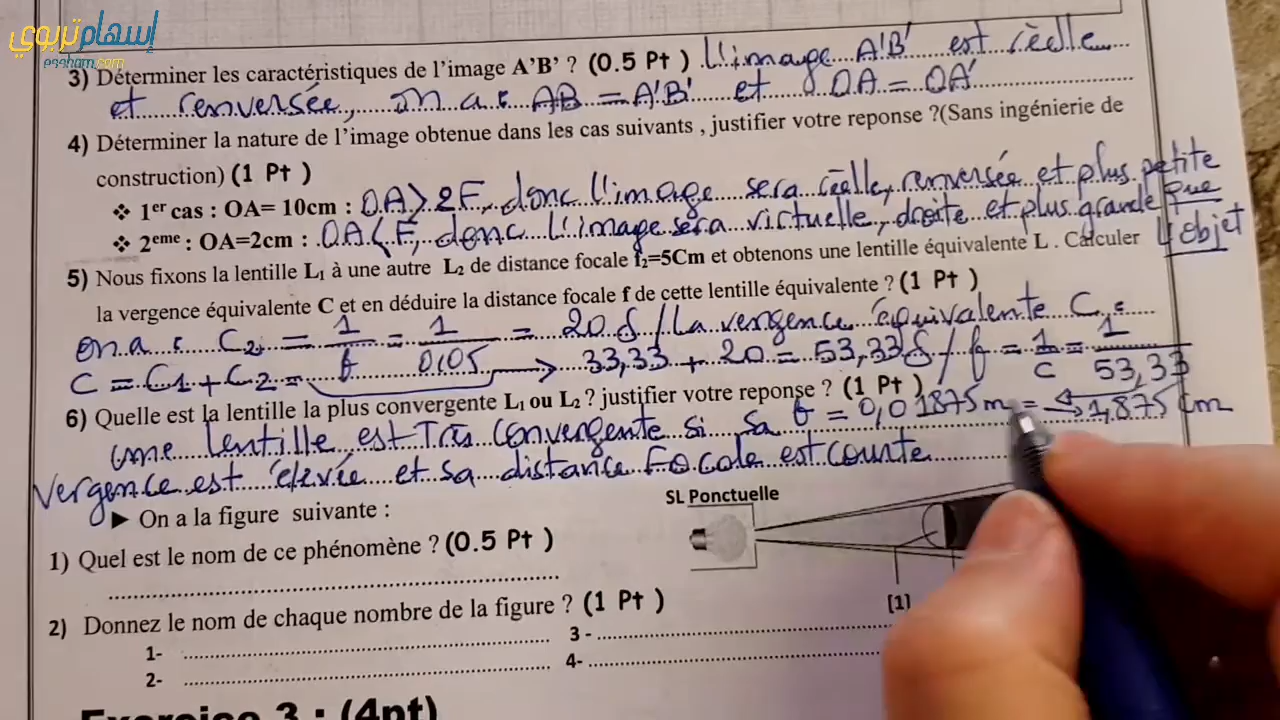 إسهام تربوي
essham.com
3) Déterminer les caractéristiques de l'image A'B' ? (0.5 Pt ) L'image A'B' est réelle
et renversée, on a : AB = A'B' et OA = OA'
4) Déterminer la nature de l'image obtenue dans les cas suivants , justifier votre reponse ?(Sans ingénierie de
construction) (1 Pt )
❖ 1er cas : OA= 10cm : OA > 2F, donc l'image sera réelle, renversée et plus petite que
❖ 2eme : OA=2cm : OA < F, donc l'image sera virtuelle, droite et plus grande l'objet
5) Nous fixons la lentille L1 à une autre L2 de distance focale f2=5Cm et obtenons une lentille équivalente L . Calculer
la vergence équivalente C et en déduire la distance focale f de cette lentille équivalente ? (1 Pt )
on a : C2 = 1/f = 1/0,05 = 20 δ / La vergence équivalente C :
C = C1 + C2 = → 33,33 + 20 = 53,33 δ / f = 1/C = 1/53,33
6) Quelle est la lentille la plus convergente L1 ou L2 ? justifier votre reponse ? (1 Pt ) f = 0,01875 m = 1,875 Cm
une lentille est Très Convergente si sa
vergence est élevée et sa distance Focale est courte
► On a la figure suivante :
SL Ponctuelle
1) Quel est le nom de ce phénomène ? (0.5 Pt )
2) Donnez le nom de chaque nombre de la figure ? (1 Pt )
[1]
1- 3 -
2- 4-
Exercice 3 : (4pt)